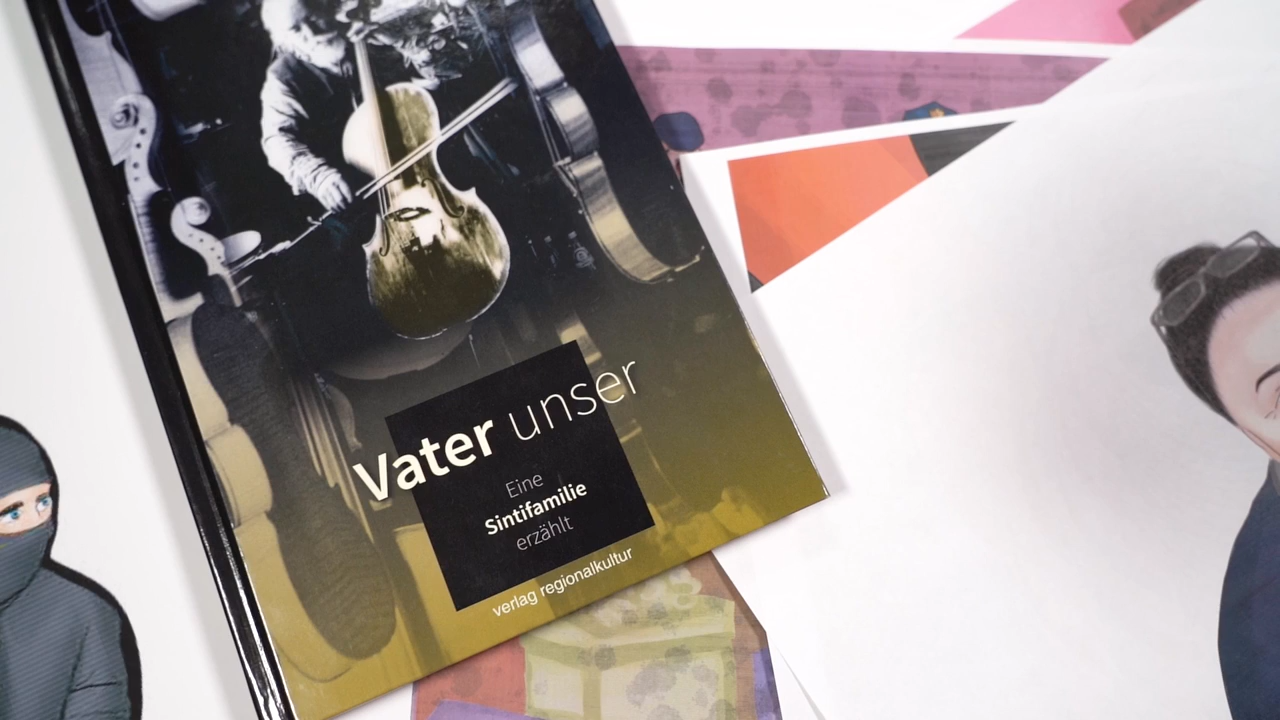 Vater unser
Eine
Sintifamilie
erzählt
verlag regionalkultur